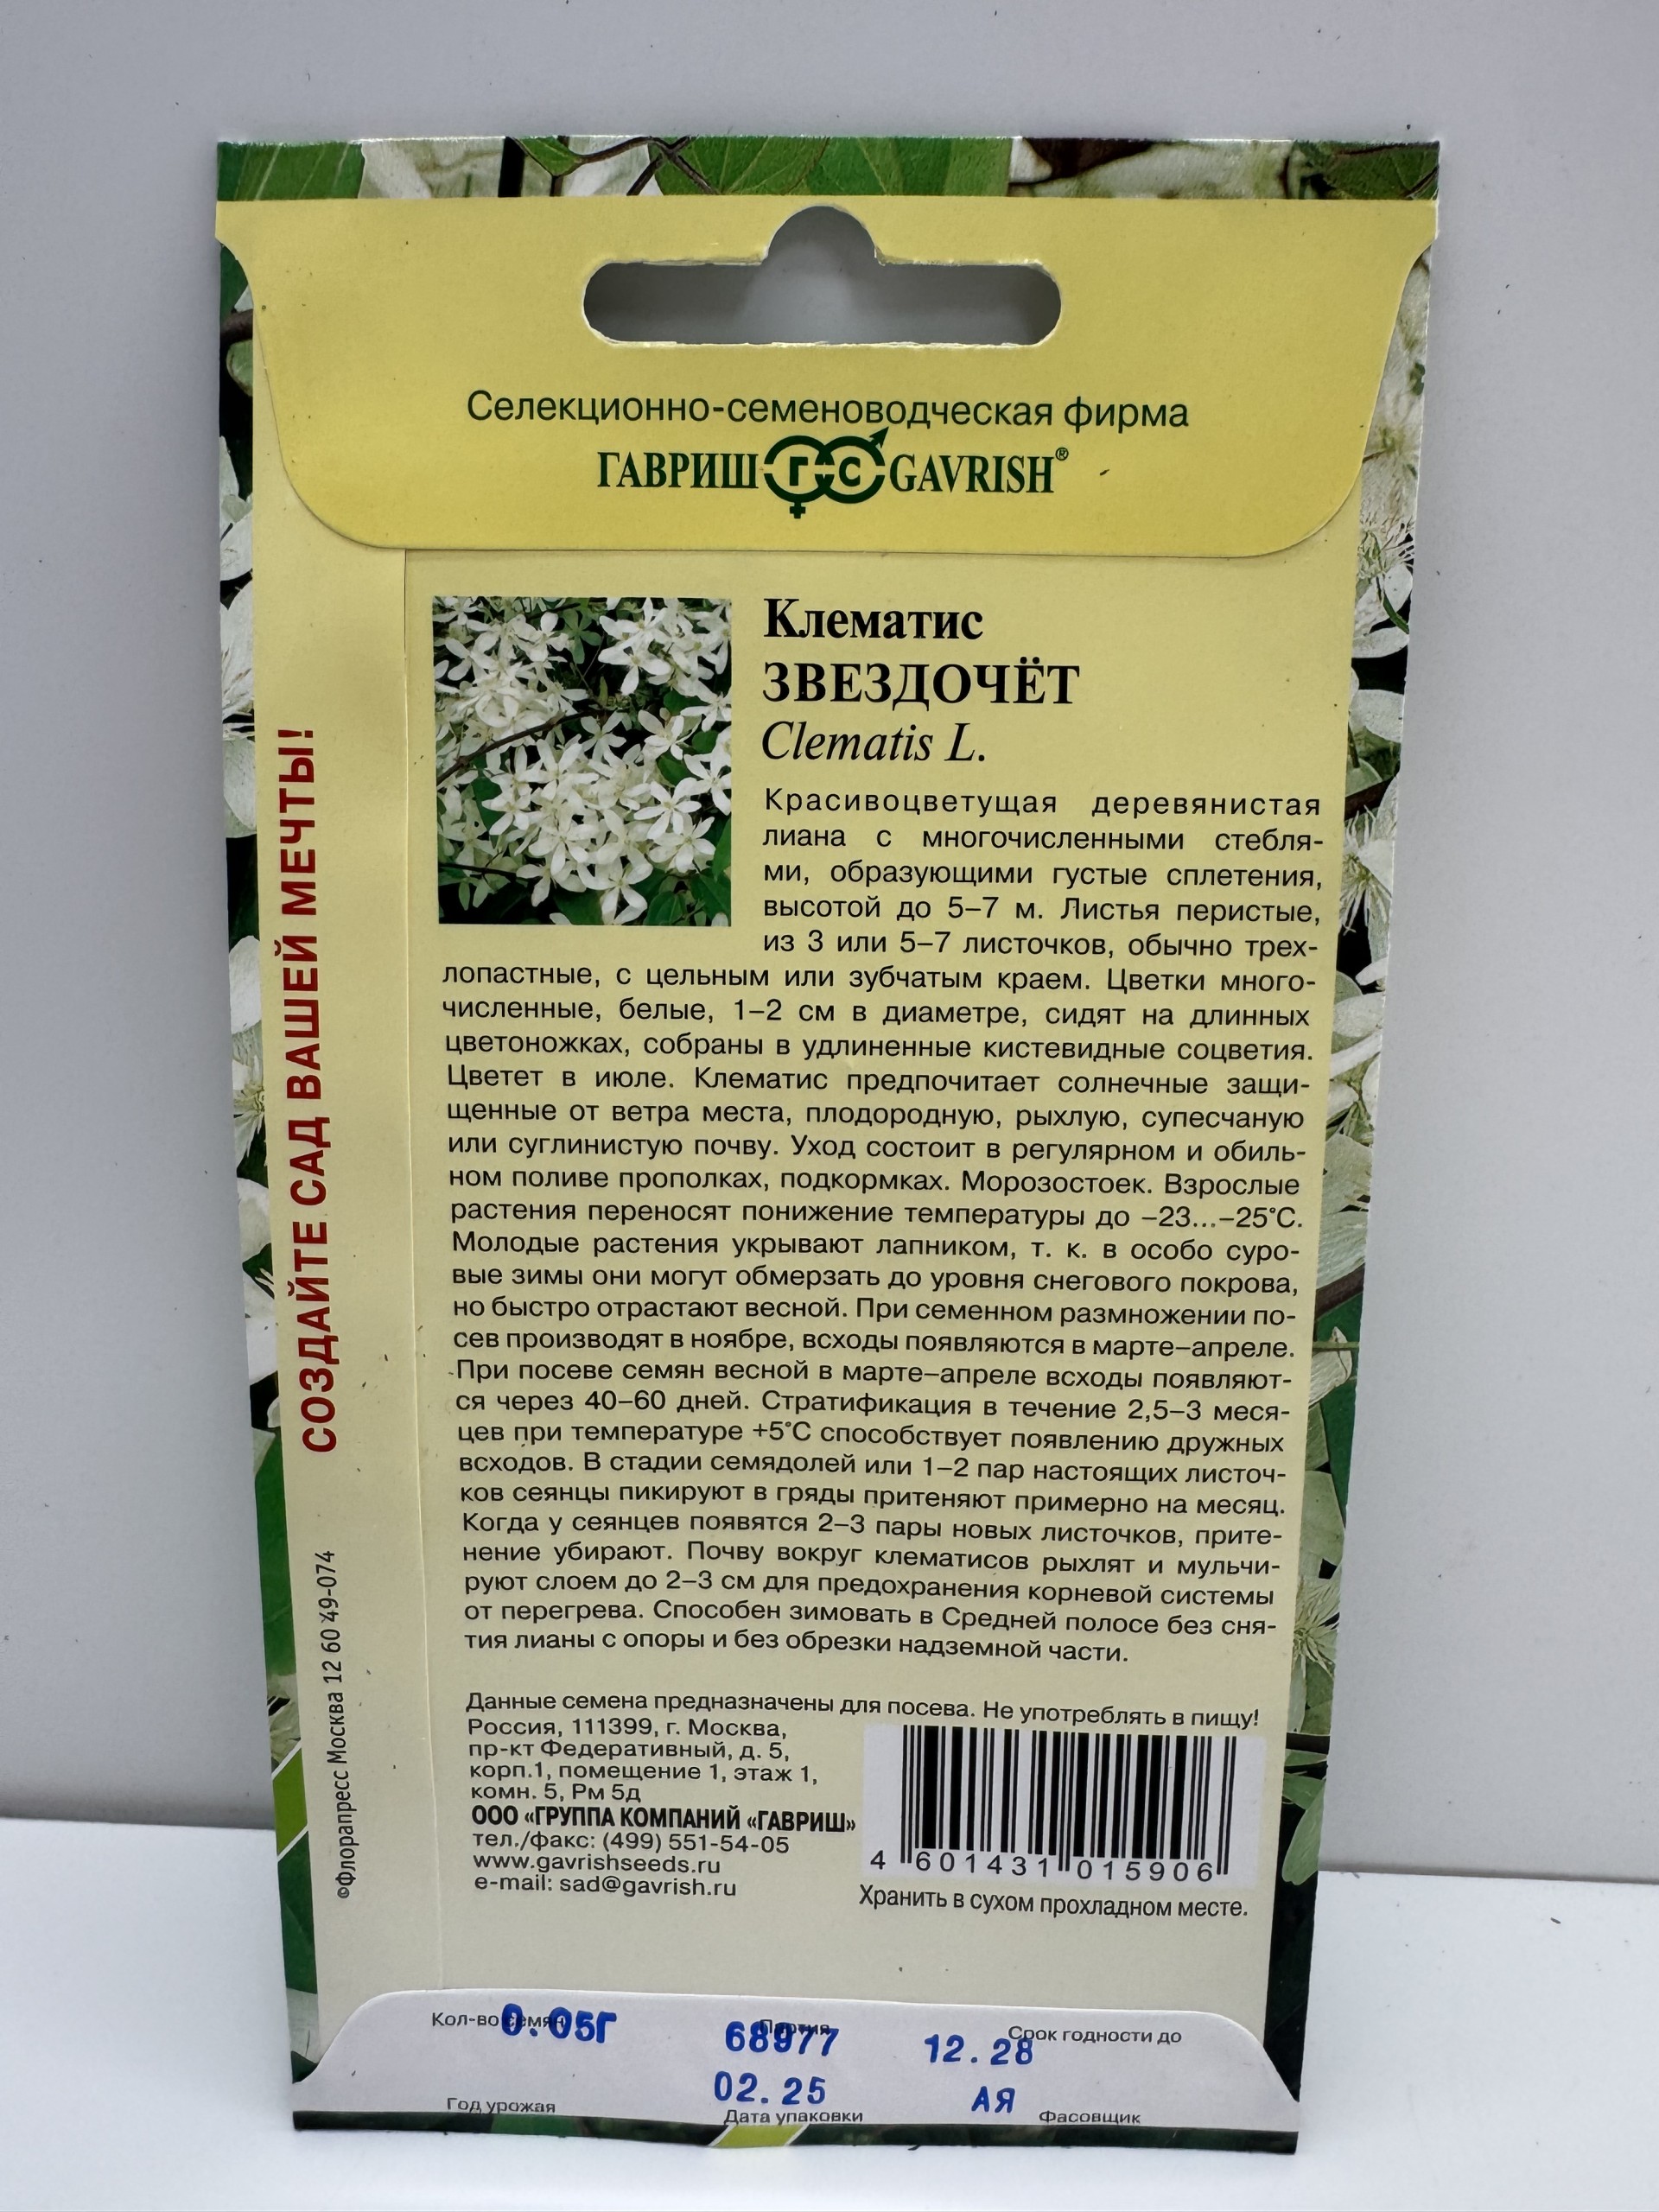 Селекционно-семеноводческая фирма
ГАВРИШ ГС GAVRISH®
Клематис
ЗВЕЗДОЧЁТ
Clematis L.
Красивоцветущая деревянистая
лиана с многочисленными стебля-
ми, образующими густые сплетения,
высотой до 5–7 м. Листья перистые,
из 3 или 5–7 листочков, обычно трех-
лопастные, с цельным или зубчатым краем. Цветки много-
численные, белые, 1–2 см в диаметре, сидят на длинных
цветоножках, собраны в удлиненные кистевидные соцветия.
Цветет в июле. Клематис предпочитает солнечные защи-
щенные от ветра места, плодородную, рыхлую, супесчаную
или суглинистую почву. Уход состоит в регулярном и обиль-
ном поливе прополках, подкормках. Морозостоек. Взрослые
растения переносят понижение температуры до –23...–25°С.
Молодые растения укрывают лапником, т. к. в особо суро-
вые зимы они могут обмерзать до уровня снегового покрова,
но быстро отрастают весной. При семенном размножении по-
сев производят в ноябре, всходы появляются в марте–апреле.
При посеве семян весной в марте–апреле всходы появляют-
ся через 40–60 дней. Стратификация в течение 2,5–3 меся-
цев при температуре +5°С способствует появлению дружных
всходов. В стадии семядолей или 1–2 пар настоящих листоч-
ков сеянцы пикируют в гряды притеняют примерно на месяц.
Когда у сеянцев появятся 2–3 пары новых листочков, прите-
нение убирают. Почву вокруг клематисов рыхлят и мульчи-
руют слоем до 2–3 см для предохранения корневой системы
от перегрева. Способен зимовать в Средней полосе без сня-
тия лианы с опоры и без обрезки надземной части.
Данные семена предназначены для посева. Не употреблять в пищу!
Россия, 111399, г. Москва,
пр-кт Федеративный, д. 5,
корп.1, помещение 1, этаж 1,
комн. 5, Рм 5д
ООО «ГРУППА КОМПАНИЙ «ГАВРИШ»
тел./факс: (499) 551-54-05
www.gavrishseeds.ru
e-mail: sad@gavrish.ru
4 601431 015906
Хранить в сухом прохладном месте.
СОЗДАЙТЕ САД ВАШЕЙ МЕЧТЫ!
©Флорапресс Москва 12 60 49-074
Кол-во семян 0.05Г
Партия 68977
Срок годности до 12.28
02.25 АЯ
Год урожая Дата упаковки Фасовщик